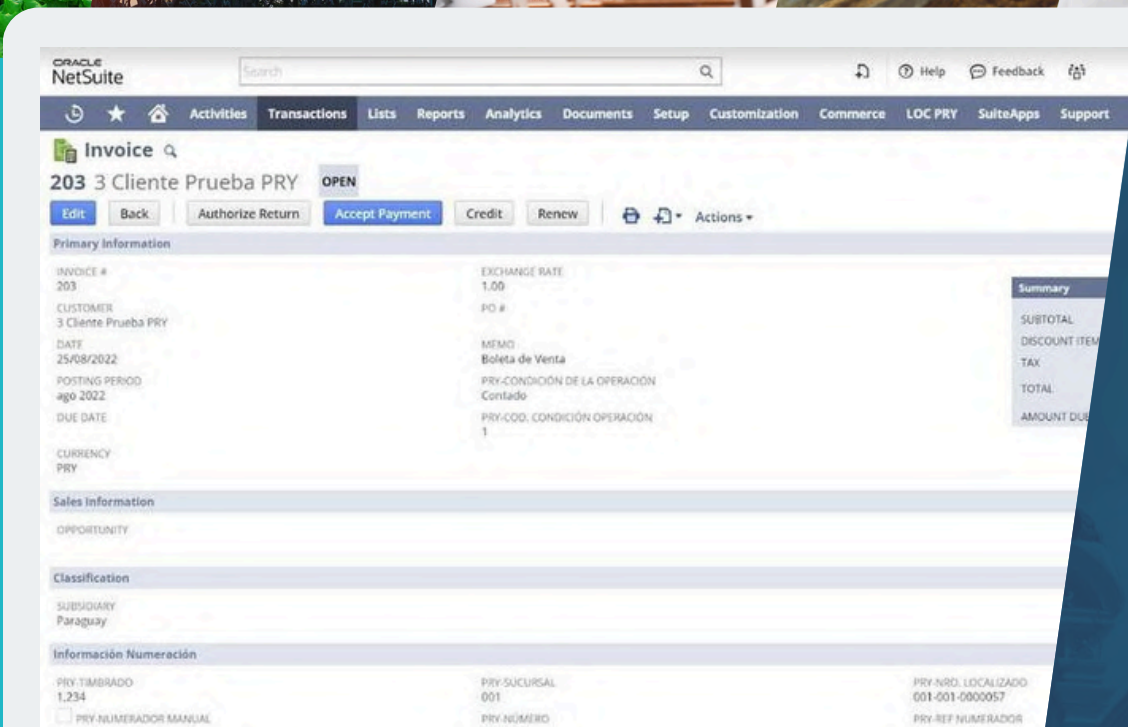 ORACLE
NetSuite
Search
Help
Feedback
Activities
Transactions
Lists
Reports
Analytics
Documents
Setup
Customization
Commerce
LOC PRY
SuiteApps
Support
Invoice
203 3 Cliente Prueba PRY OPEN
Edit
Back
Authorize Return
Accept Payment
Credit
Renew
Actions
Primary Information
INVOICE #
203
CUSTOMER
3 Cliente Prueba PRY
DATE
25/08/2022
POSTING PERIOD
ago 2022
DUE DATE
CURRENCY
PRY
EXCHANGE RATE
1.00
PO #
MEMO
Boleta de Venta
PRY-CONDICIÓN DE LA OPERACIÓN
Contado
PRY-COD. CONDICIÓN OPERACIÓN
1
Summary
SUBTOTAL
DISCOUNT ITEM
TAX
TOTAL
AMOUNT DUE
Sales Information
OPPORTUNITY
Classification
SUBSIDIARY
Paraguay
Información Numeración
PRY-TIMBRADO
1,234
PRY-NUMERADOR MANUAL
PRY-SUCURSAL
001
PRY-NÚMERO
PRY-NRO. LOCALIZADO
001-001-0000057
PRY-REF NUMERADOR